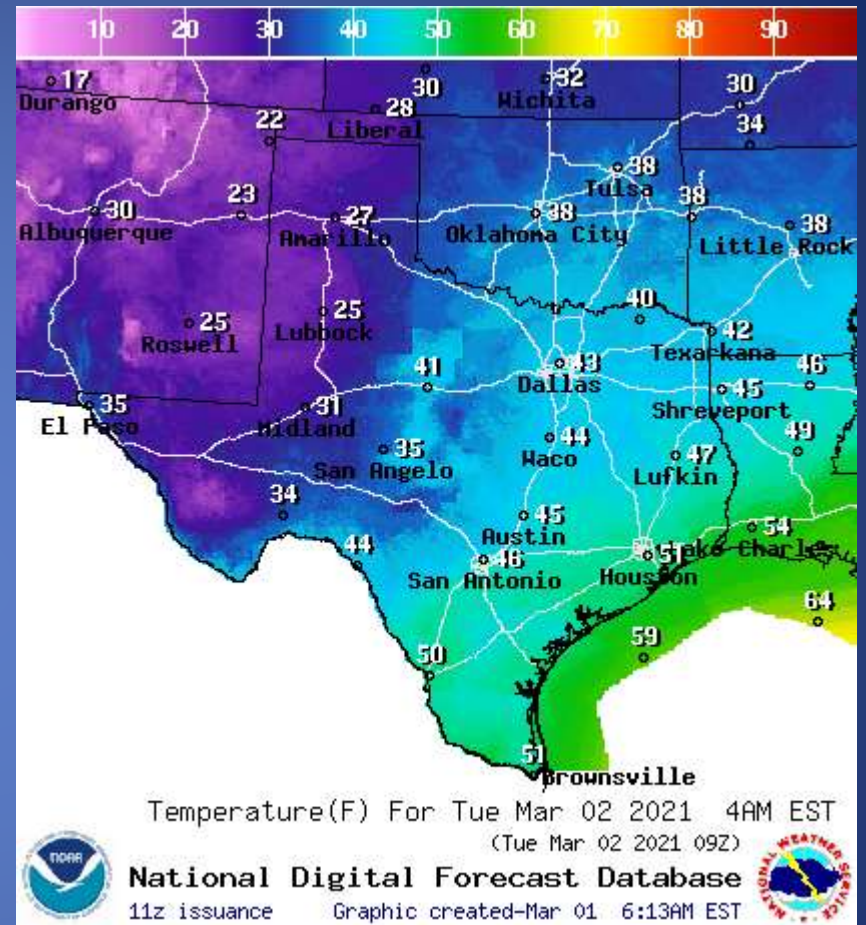 10 20 30 40 50 60 70 80 90
17
Durango
30
32
Wichita
30
28
Liberal
22
34
38
Tulsa
30
Albuquerque
23
27
Amarillo
38
Oklahoma City
38
38
Little Rock
25
Roswell
25
Lubbock
40
42
Texarkana
41
43
Dallas
46
45
Shreveport
35
El Paso
31
Midland
35
San Angelo
44
Waco
47
Lufkin
49
34
45
Austin
54
Lake Charles
44
46
San Antonio
51
Houston
64
59
50
51
Brownsville
Temperature(F) For Tue Mar 02 2021 4AM EST
(Tue Mar 02 2021 09Z)
NOAA
National Digital Forecast Database
NATIONAL WEATHER SERVICE
11z issuance Graphic created-Mar 01 6:13AM EST